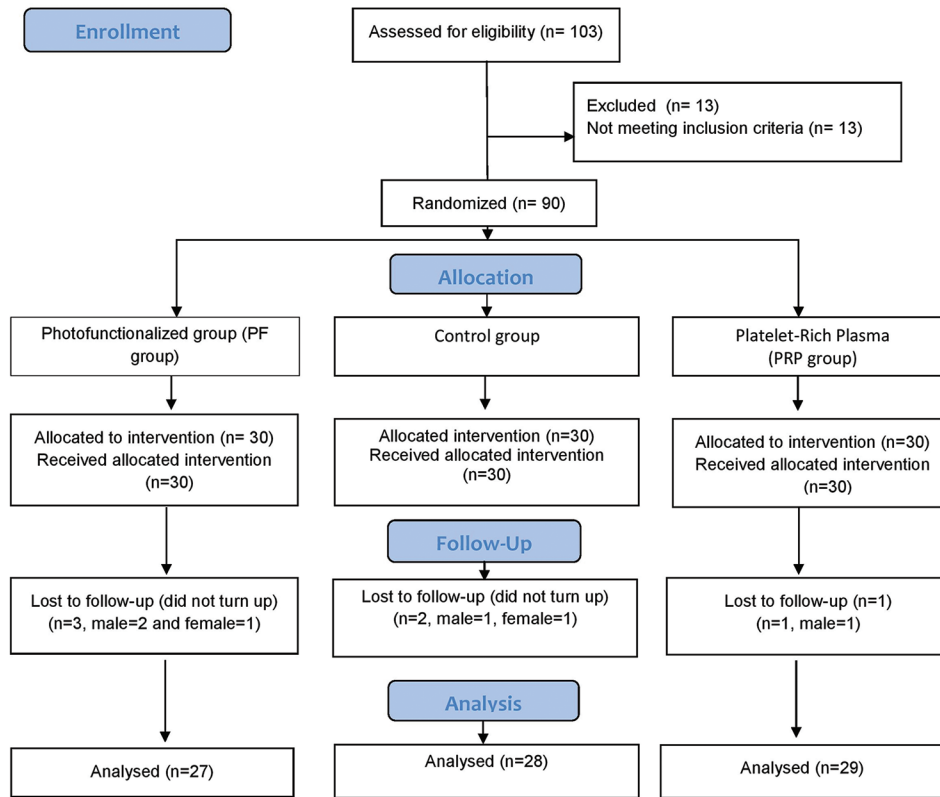 Enrollment
Assessed for eligibility (n= 103)
Excluded (n= 13)
Not meeting inclusion criteria (n= 13)
Randomized (n= 90)
Allocation
Photofunctionalized group (PF
group)
Control group
Platelet-Rich Plasma
(PRP group)
Allocated to intervention (n= 30)
Received allocated intervention
(n=30)
Allocated intervention (n=30)
Received allocated intervention
(n=30)
Allocated to intervention (n=30)
Received allocated intervention
(n=30)
Follow-Up
Lost to follow-up (did not turn up)
(n=3, male=2 and female=1)
Lost to follow-up (did not turn up)
(n=2, male=1, female=1)
Lost to follow-up (n=1)
(n=1, male=1)
Analysis
Analysed (n=27)
Analysed (n=28)
Analysed (n=29)